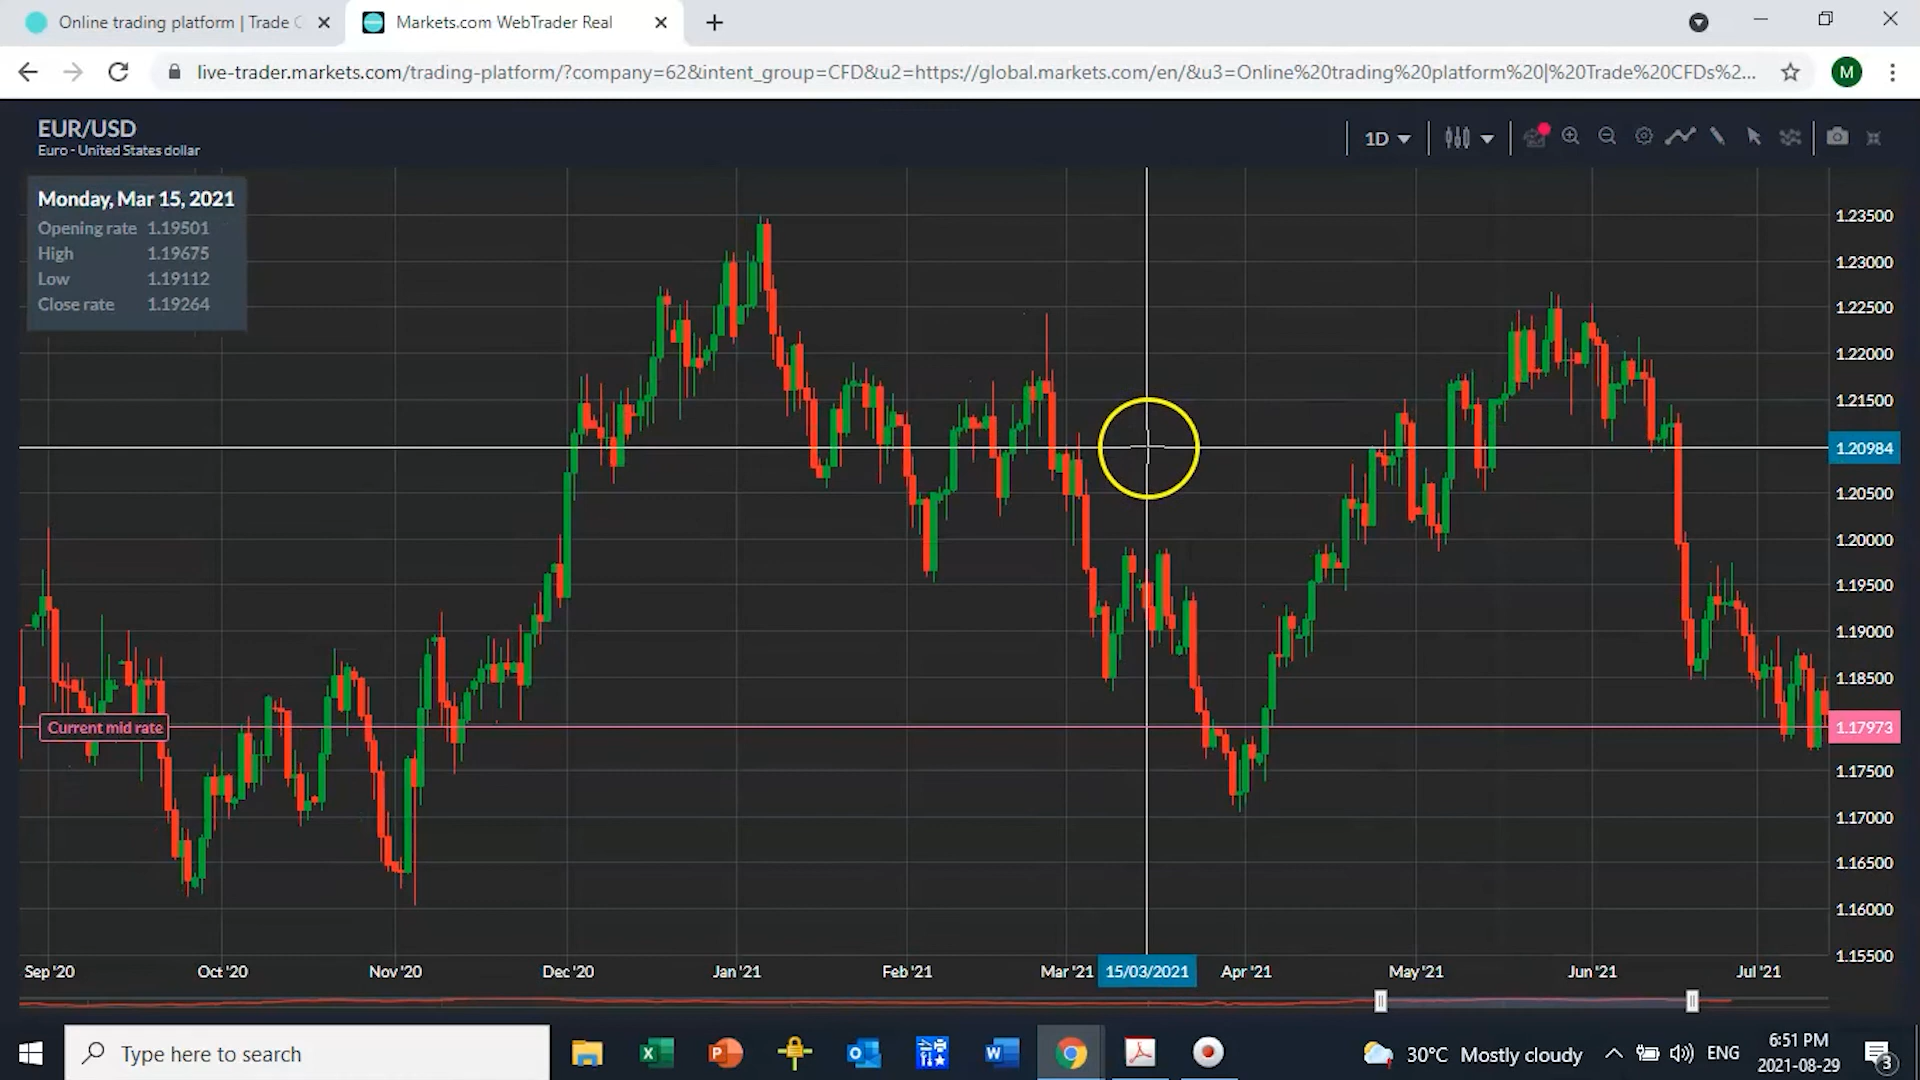 Online trading platform | Trade C
Markets.com WebTrader Real
live-trader.markets.com/trading-platform/?company=62&intent_group=CFD&u2=https://global.markets.com/en/&u3=Online%20trading%20platform%20|%20Trade%20CFDs%2...
M
EUR/USD
Euro - United States dollar
1D
Monday, Mar 15, 2021
Opening rate 1.19501
High 1.19675
Low 1.19112
Close rate 1.19264
1.23500
1.23000
1.22500
1.22000
1.21500
1.20984
1.20500
1.20000
1.19500
1.19000
1.18500
Current mid rate
1.17973
1.17500
1.17000
1.16500
1.16000
1.15500
Sep '20 Oct '20 Nov '20 Dec '20 Jan '21 Feb '21 Mar '21 15/03/2021 Apr '21 May '21 Jun '21 Jul '21
Type here to search
30°C Mostly cloudy
ENG
6:51 PM
2021-08-29
3